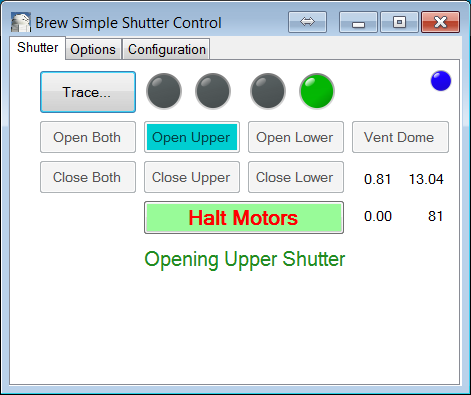 Brew Simple Shutter Control
Shutter Options Configuration
Trace...
Open Both Open Upper Open Lower Vent Dome
Close Both Close Upper Close Lower 0.81 13.04
Halt Motors 0.00 81
Opening Upper Shutter